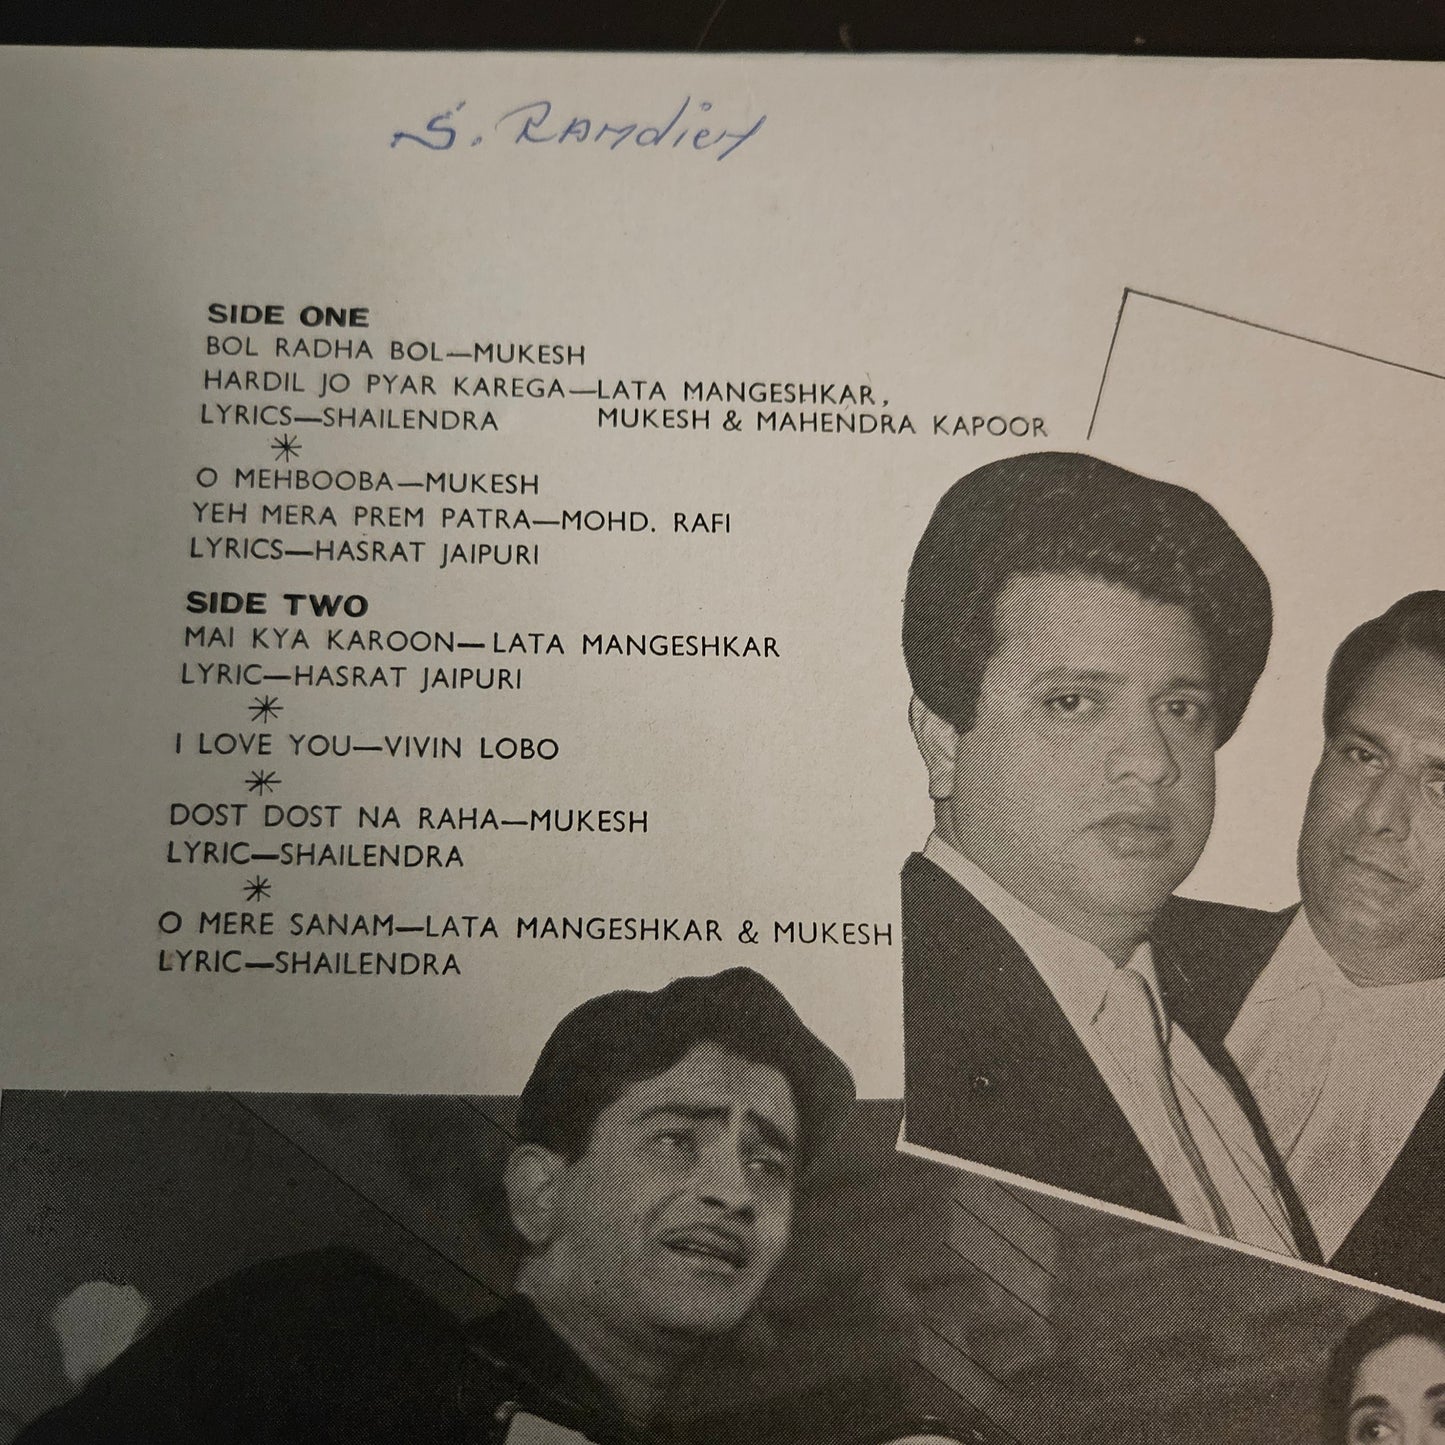 S. Ramdien
SIDE ONE
BOL RADHA BOL—MUKESH
HARDIL JO PYAR KAREGA—LATA MANGESHKAR,
LYRICS—SHAILENDRA MUKESH & MAHENDRA KAPOOR
O MEHBOOBA—MUKESH
YEH MERA PREM PATRA—MOHD. RAFI
LYRICS—HASRAT JAIPURI
SIDE TWO
MAI KYA KAROON—LATA MANGESHKAR
LYRIC—HASRAT JAIPURI
I LOVE YOU—VIVIN LOBO
DOST DOST NA RAHA—MUKESH
LYRIC—SHAILENDRA
O MERE SANAM—LATA MANGESHKAR & MUKESH
LYRIC—SHAILENDRA